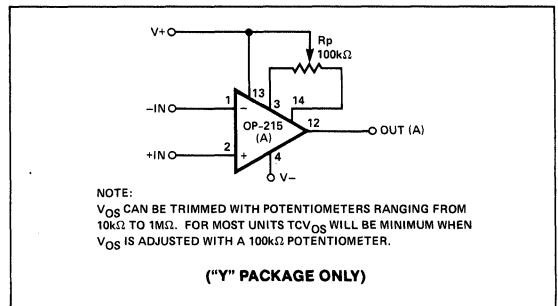 V+
Rp
100kΩ
13
3
14
1
-IN
−
12
OP-215
(A)
OUT (A)
2
+IN
+
4
V-
NOTE:
VOS CAN BE TRIMMED WITH POTENTIOMETERS RANGING FROM
10kΩ TO 1MΩ. FOR MOST UNITS TCVOS WILL BE MINIMUM WHEN
VOS IS ADJUSTED WITH A 100kΩ POTENTIOMETER.
("Y" PACKAGE ONLY)